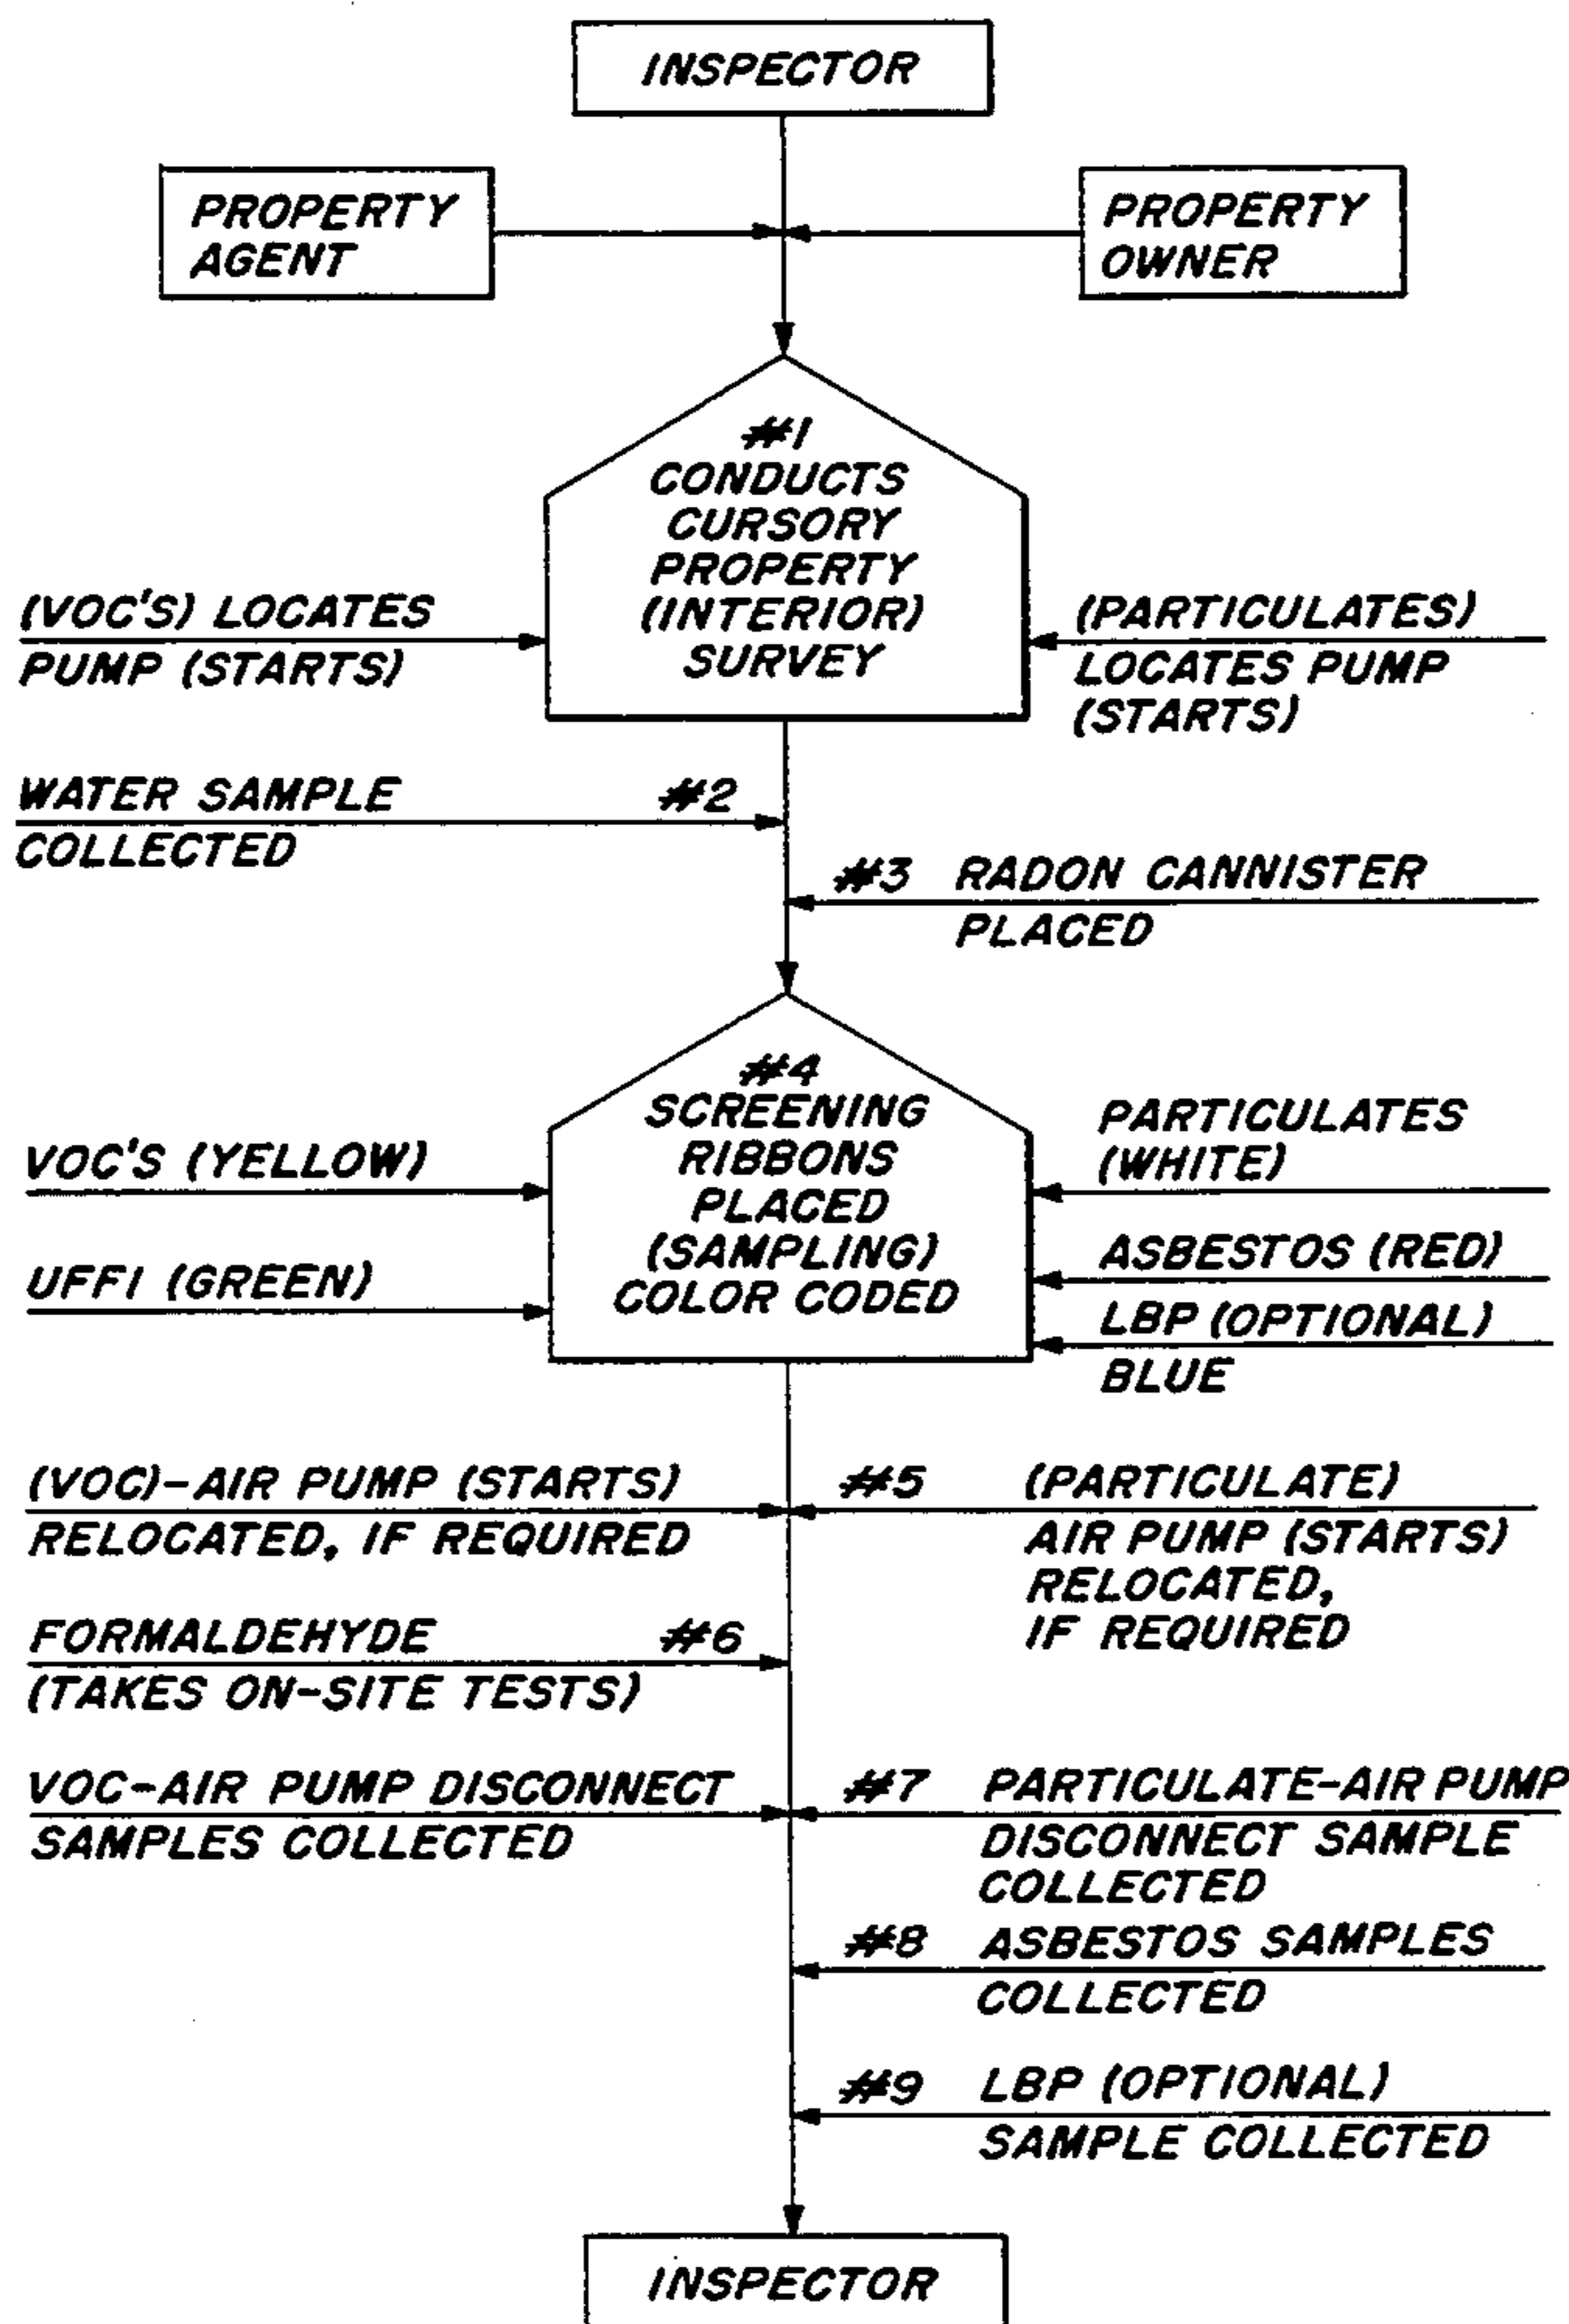 INSPECTOR
PROPERTY
AGENT
PROPERTY
OWNER
#1
CONDUCTS
CURSORY
PROPERTY
(INTERIOR)
SURVEY
(VOC'S) LOCATES
PUMP (STARTS)
(PARTICULATES)
LOCATES PUMP
(STARTS)
WATER SAMPLE #2
COLLECTED
#3 RADON CANNISTER
PLACED
#4
SCREENING
RIBBONS
PLACED
(SAMPLING)
COLOR CODED
VOC'S (YELLOW)
UFFI (GREEN)
PARTICULATES
(WHITE)
ASBESTOS (RED)
LBP (OPTIONAL)
BLUE
(VOC)-AIR PUMP (STARTS)
RELOCATED, IF REQUIRED
#5 (PARTICULATE)
AIR PUMP (STARTS)
RELOCATED,
IF REQUIRED
FORMALDEHYDE #6
(TAKES ON-SITE TESTS)
VOC-AIR PUMP DISCONNECT
SAMPLES COLLECTED
#7 PARTICULATE-AIR PUMP
DISCONNECT SAMPLE
COLLECTED
#8 ASBESTOS SAMPLES
COLLECTED
#9 LBP (OPTIONAL)
SAMPLE COLLECTED
INSPECTOR